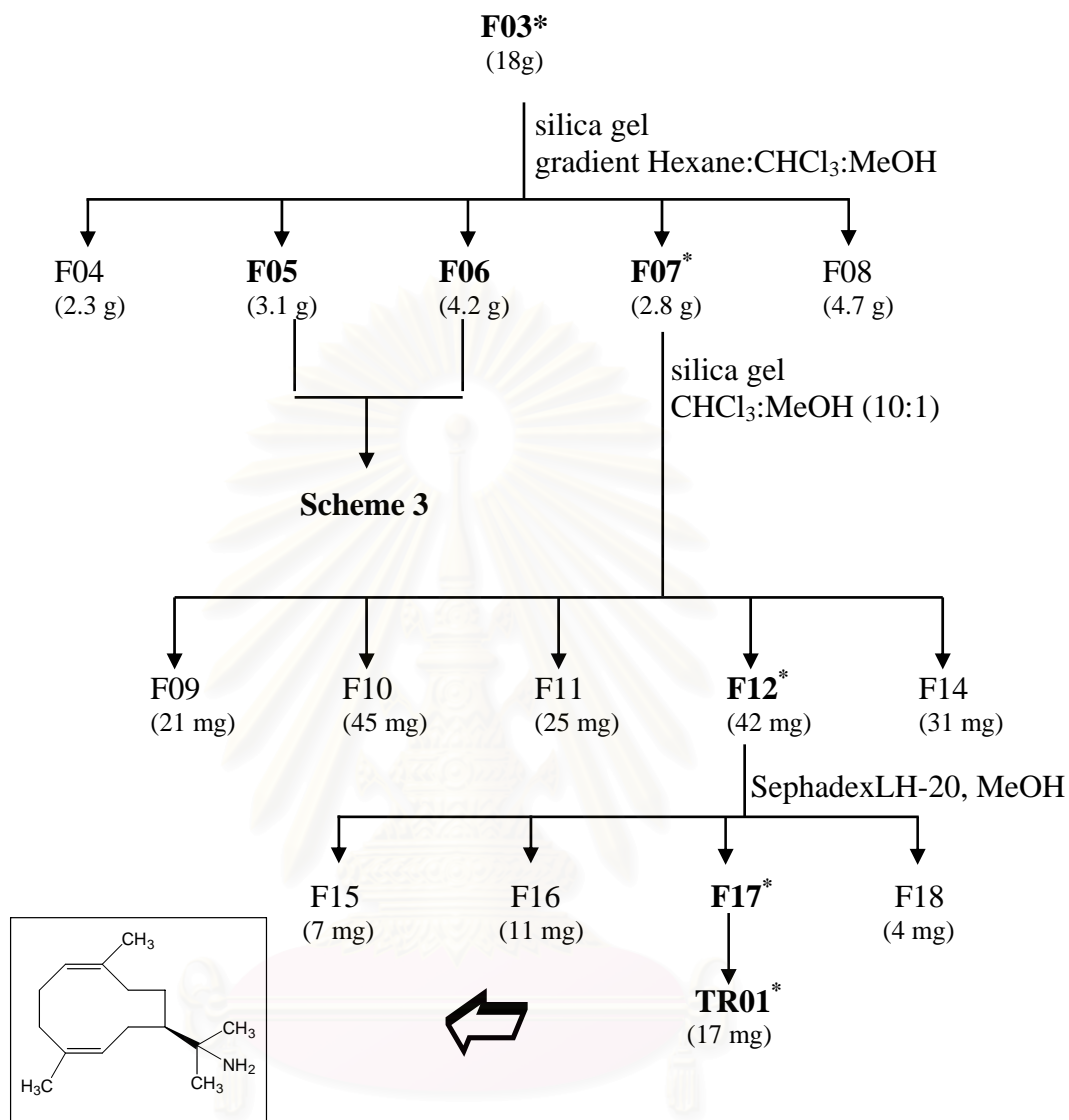 F03*
(18g)
silica gel
gradient Hexane:CHCl₃:MeOH
F04 F05 F06 F07* F08
(2.3 g) (3.1 g) (4.2 g) (2.8 g) (4.7 g)
silica gel
CHCl₃:MeOH (10:1)
Scheme 3
F09 F10 F11 F12* F14
(21 mg) (45 mg) (25 mg) (42 mg) (31 mg)
SephadexLH-20, MeOH
F15 F16 F17* F18
(7 mg) (11 mg) (4 mg)
TR01*
(17 mg)
CH₃
CH₃
NH₂
CH₃
H₃C